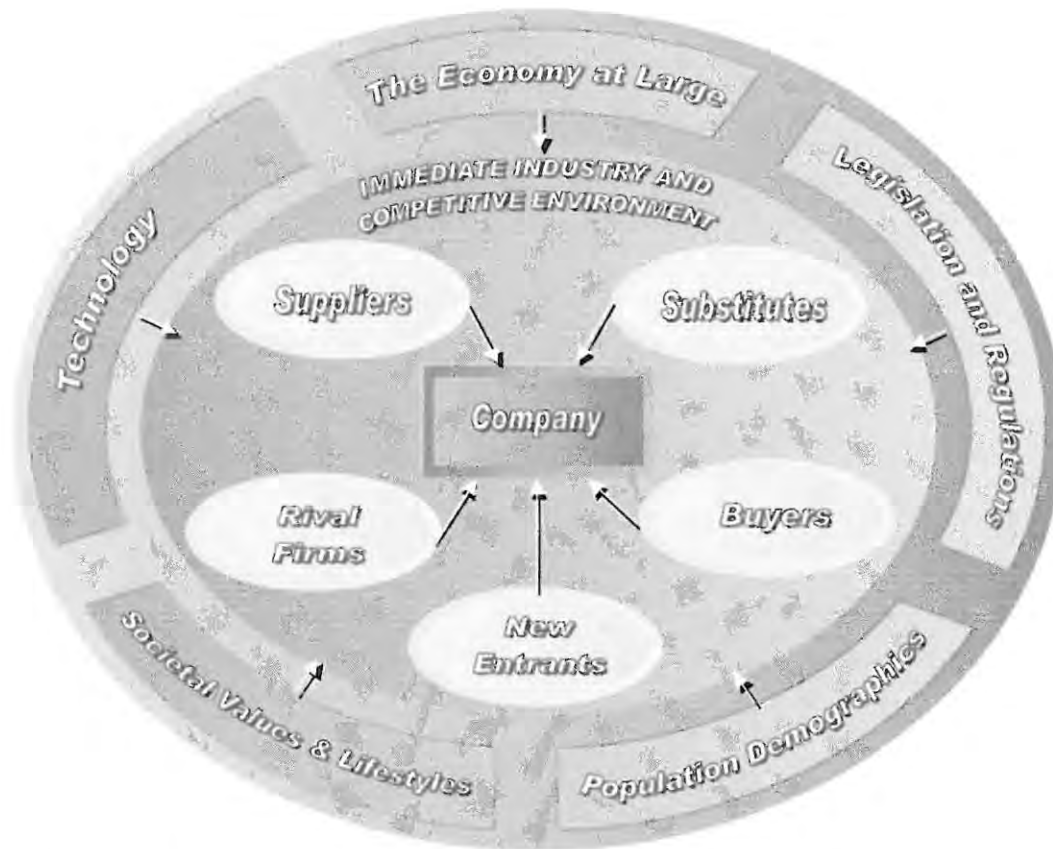 The Economy at Large
IMMEDIATE INDUSTRY AND
COMPETITIVE ENVIRONMENT
Technology
Legislation and Regulations
Suppliers
Substitutes
Company
Rival
Firms
Buyers
New
Entrants
Societal Values & Lifestyles
Population Demographics